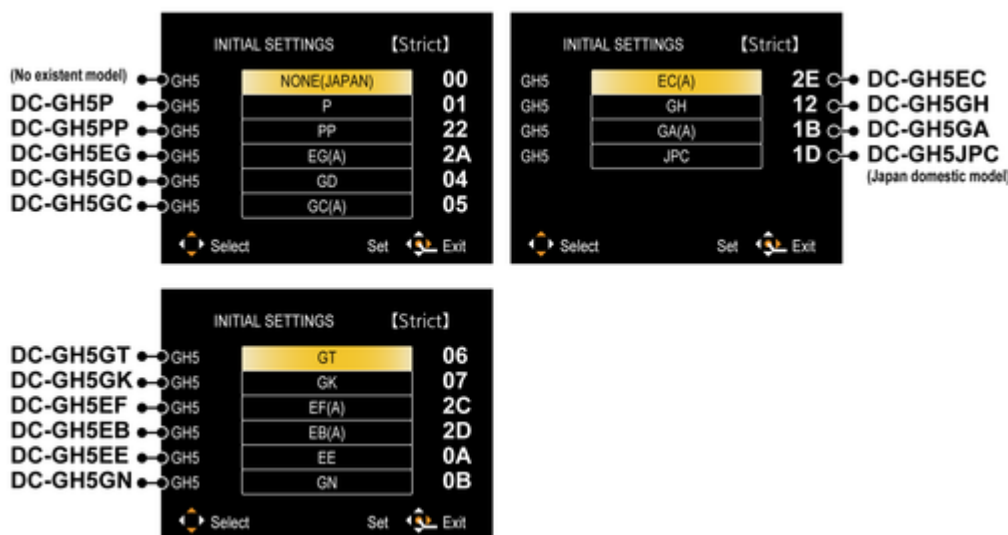 INITIAL SETTINGS 【Strict】
(No existent model) GH5 NONE(JAPAN) 00
DC-GH5P GH5 P 01
DC-GH5PP GH5 PP 22
DC-GH5EG GH5 EG(A) 2A
DC-GH5GD GH5 GD 04
DC-GH5GC GH5 GC(A) 05
Select Set Exit
INITIAL SETTINGS 【Strict】
GH5 EC(A) 2E DC-GH5EC
GH5 GH 12 DC-GH5GH
GH5 GA(A) 1B DC-GH5GA
GH5 JPC 1D DC-GH5JPC
(Japan domestic model)
Select Set Exit
INITIAL SETTINGS 【Strict】
DC-GH5GT GH5 GT 06
DC-GH5GK GH5 GK 07
DC-GH5EF GH5 EF(A) 2C
DC-GH5EB GH5 EB(A) 2D
DC-GH5EE GH5 EE 0A
DC-GH5GN GH5 GN 0B
Select Set Exit